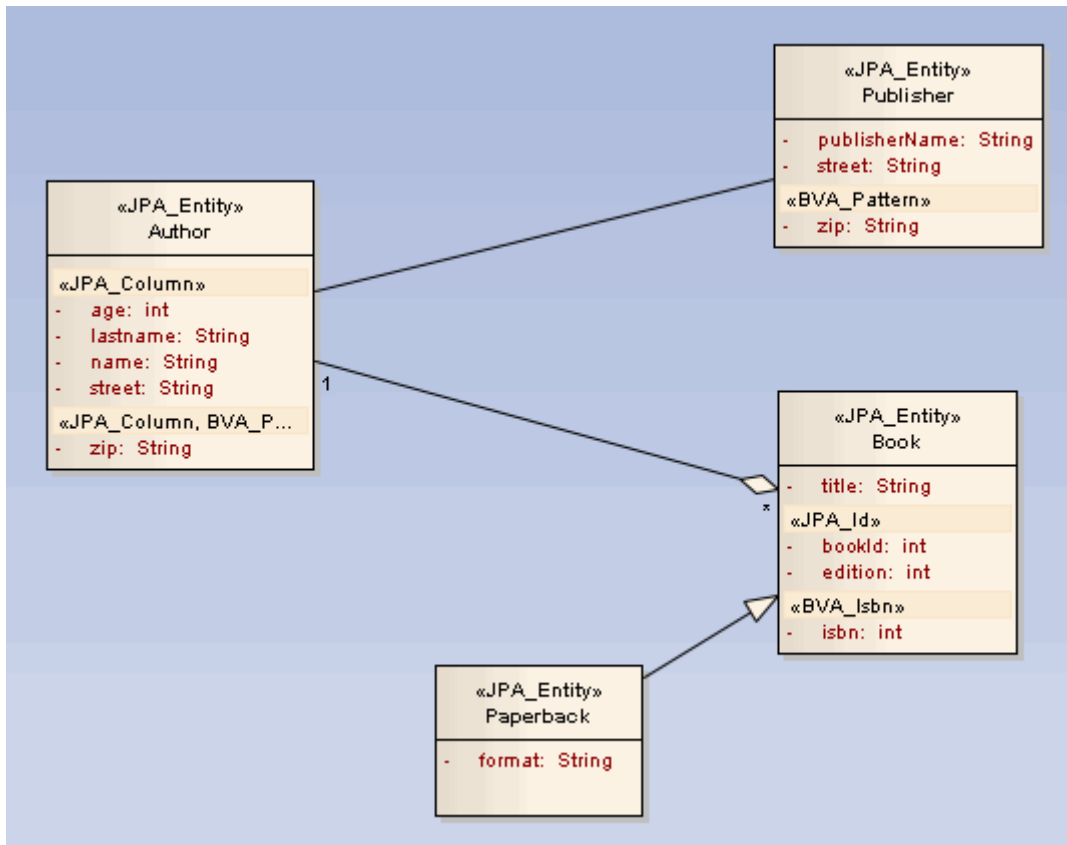 «JPA_Entity»
Publisher
- publisherName: String
- street: String
«BVA_Pattern»
- zip: String
«JPA_Entity»
Author
«JPA_Column»
- age: int
- lastname: String
- name: String
- street: String
«JPA_Column, BVA_P...
- zip: String
1
«JPA_Entity»
Book
- title: String
*
«JPA_Id»
- bookId: int
- edition: int
«BVA_Isbn»
- isbn: int
«JPA_Entity»
Paperback
- format: String